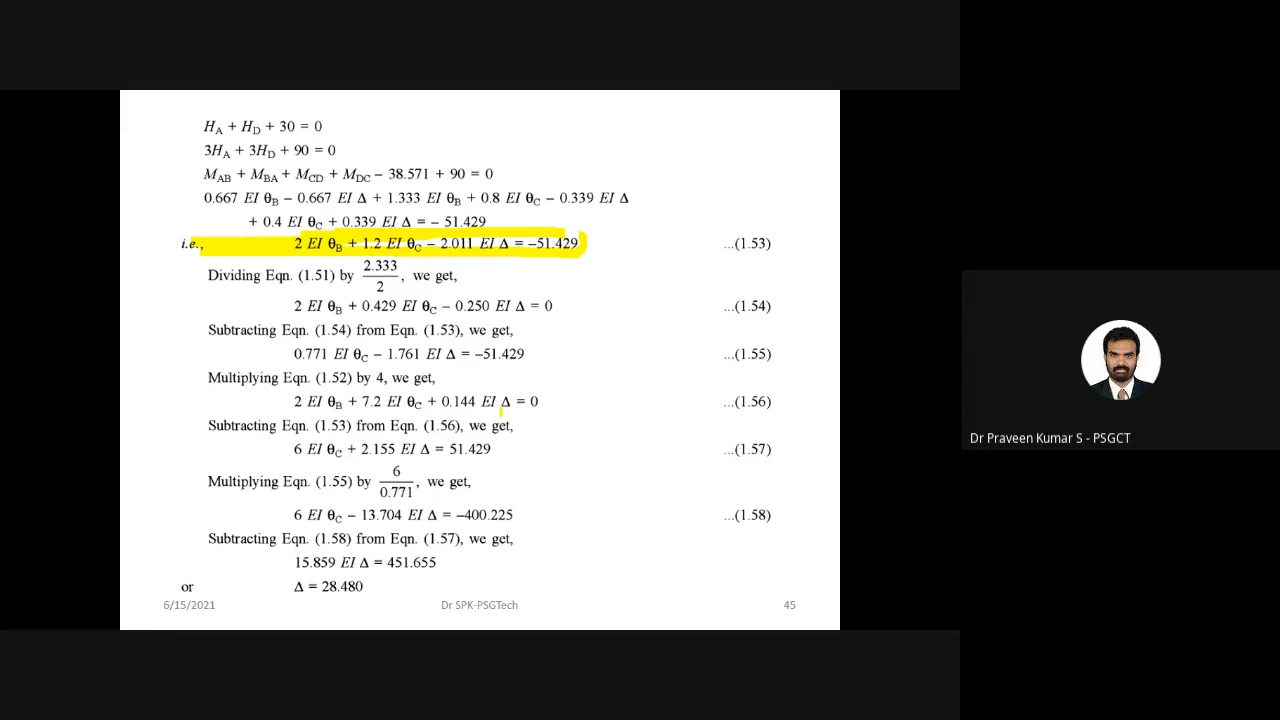 H_A + H_D + 30 = 0
3H_A + 3H_D + 90 = 0
M_AB + M_BA + M_CD + M_DC − 38.571 + 90 = 0
0.667 EI θ_B − 0.667 EI Δ + 1.333 EI θ_B + 0.8 EI θ_C − 0.339 EI Δ
+ 0.4 EI θ_C + 0.339 EI Δ = − 51.429
i.e., 2 EI θ_B + 1.2 EI θ_C − 2.011 EI Δ = −51.429 ...(1.53)
Dividing Eqn. (1.51) by 2.333/2, we get,
2 EI θ_B + 0.429 EI θ_C − 0.250 EI Δ = 0 ...(1.54)
Subtracting Eqn. (1.54) from Eqn. (1.53), we get,
0.771 EI θ_C − 1.761 EI Δ = −51.429 ...(1.55)
Multiplying Eqn. (1.52) by 4, we get,
2 EI θ_B + 7.2 EI θ_C + 0.144 EI Δ = 0 ...(1.56)
Subtracting Eqn. (1.53) from Eqn. (1.56), we get,
6 EI θ_C + 2.155 EI Δ = 51.429 ...(1.57)
Multiplying Eqn. (1.55) by 6/0.771, we get,
6 EI θ_C − 13.704 EI Δ = −400.225 ...(1.58)
Subtracting Eqn. (1.58) from Eqn. (1.57), we get,
15.859 EI Δ = 451.655
or Δ = 28.480
6/15/2021 Dr SPK-PSGTech 45
Dr Praveen Kumar S - PSGCT